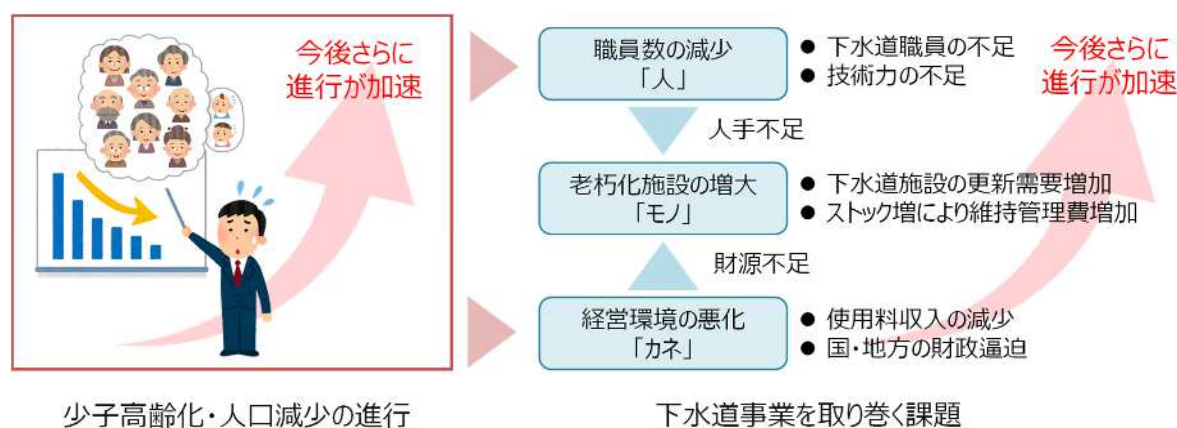 今後さらに
進行が加速
少子高齢化・人口減少の進行
職員数の減少
「人」
● 下水道職員の不足
● 技術力の不足
人手不足
老朽化施設の増大
「モノ」
● 下水道施設の更新需要増加
● ストック増により維持管理費増加
財源不足
経営環境の悪化
「カネ」
● 使用料収入の減少
● 国・地方の財政逼迫
今後さらに
進行が加速
下水道事業を取り巻く課題